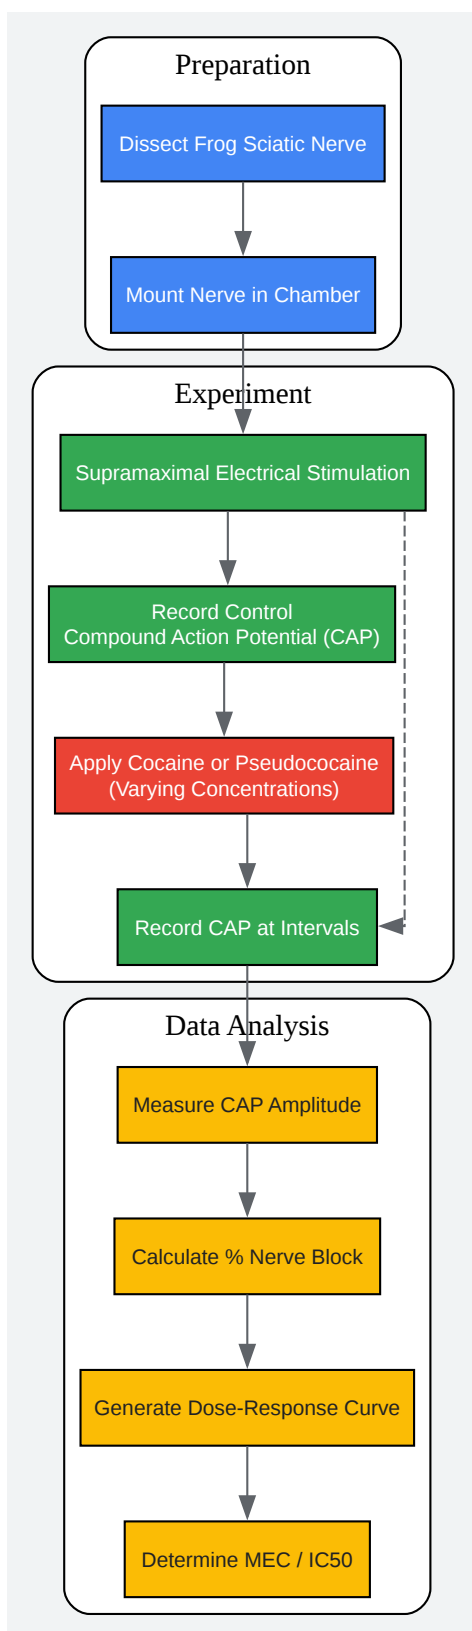 Preparation
Dissect Frog Sciatic Nerve
Mount Nerve in Chamber
Experiment
Supramaximal Electrical Stimulation
Record Control
Compound Action Potential (CAP)
Apply Cocaine or Pseudococaine
(Varying Concentrations)
Record CAP at Intervals
Data Analysis
Measure CAP Amplitude
Calculate % Nerve Block
Generate Dose-Response Curve
Determine MEC / IC50